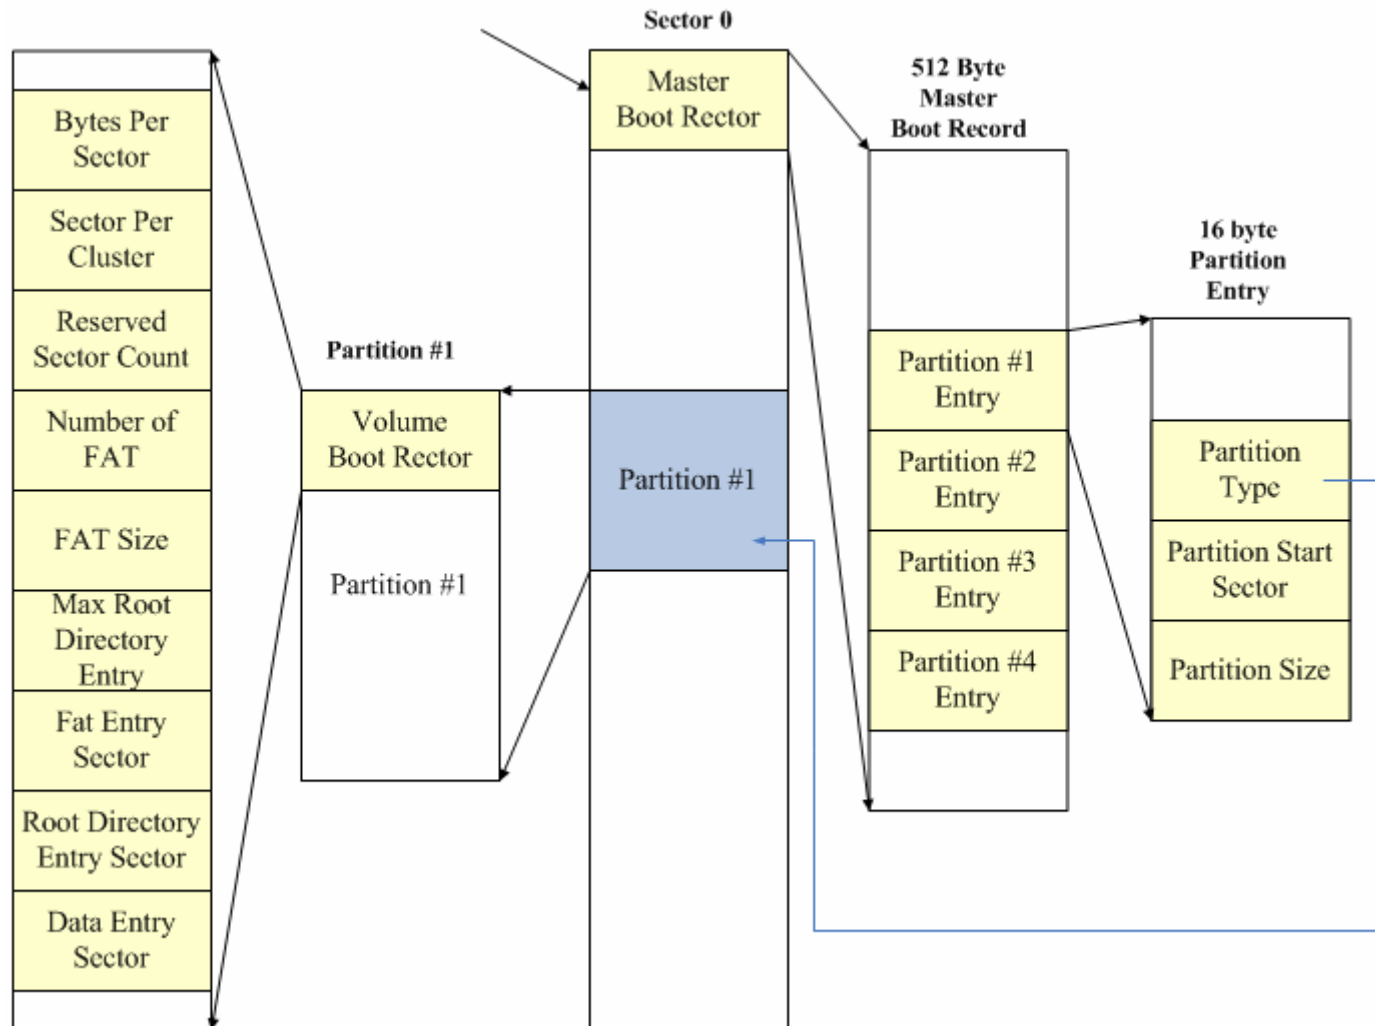 Sector 0
Master
Boot Rector
512 Byte
Master
Boot Record
Bytes Per
Sector
Sector Per
Cluster
Reserved
Sector Count
Number of
FAT
FAT Size
Max Root
Directory
Entry
Fat Entry
Sector
Root Directory
Entry Sector
Data Entry
Sector
Partition #1
Volume
Boot Rector
Partition #1
Partition #1
Partition #1
Entry
Partition #2
Entry
Partition #3
Entry
Partition #4
Entry
16 byte
Partition
Entry
Partition
Type
Partition Start
Sector
Partition Size